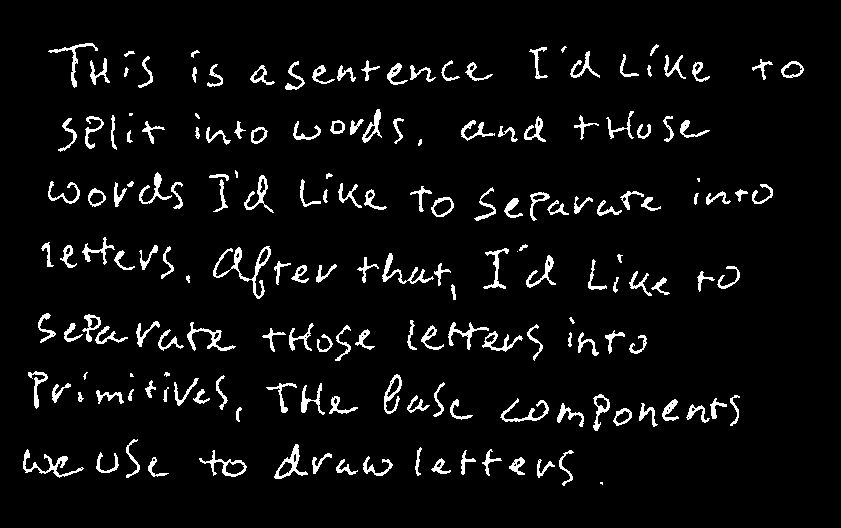 This is a sentence I'd like to
split into words, and those
words I'd like to separate into
letters. After that, I'd like to
separate those letters into
primitives, the base components
we use to draw letters.